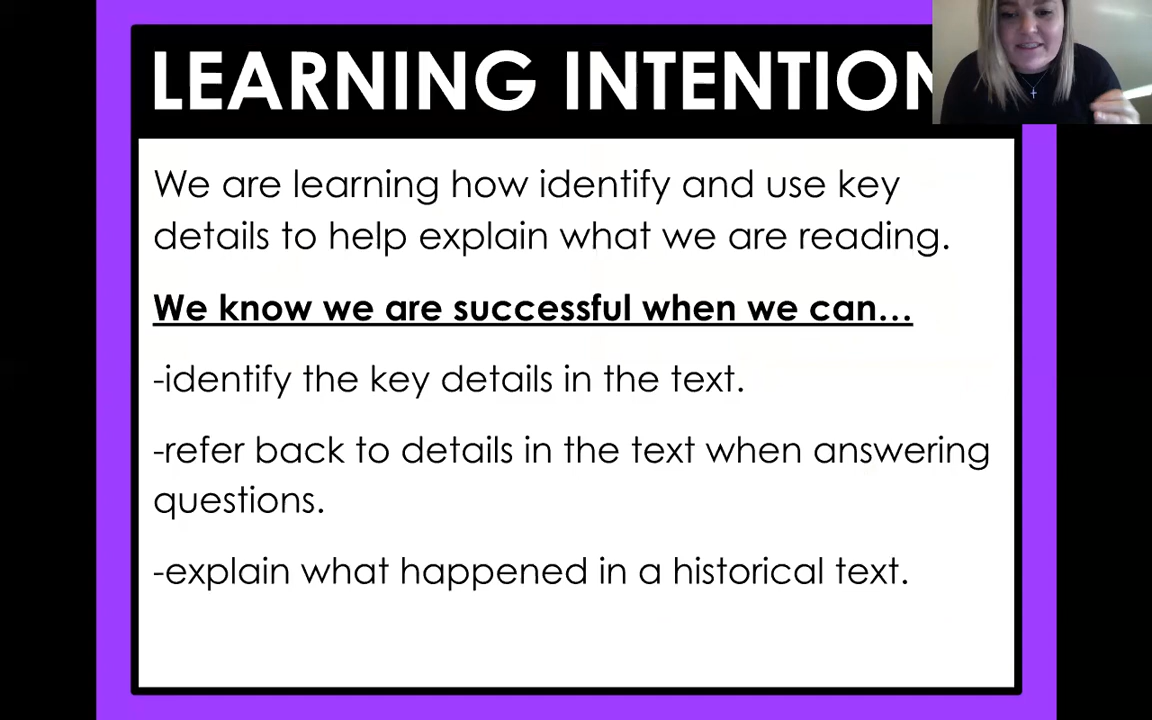 LEARNING INTENTION
We are learning how identify and use key
details to help explain what we are reading.
We know we are successful when we can…
-identify the key details in the text.
-refer back to details in the text when answering
questions.
-explain what happened in a historical text.